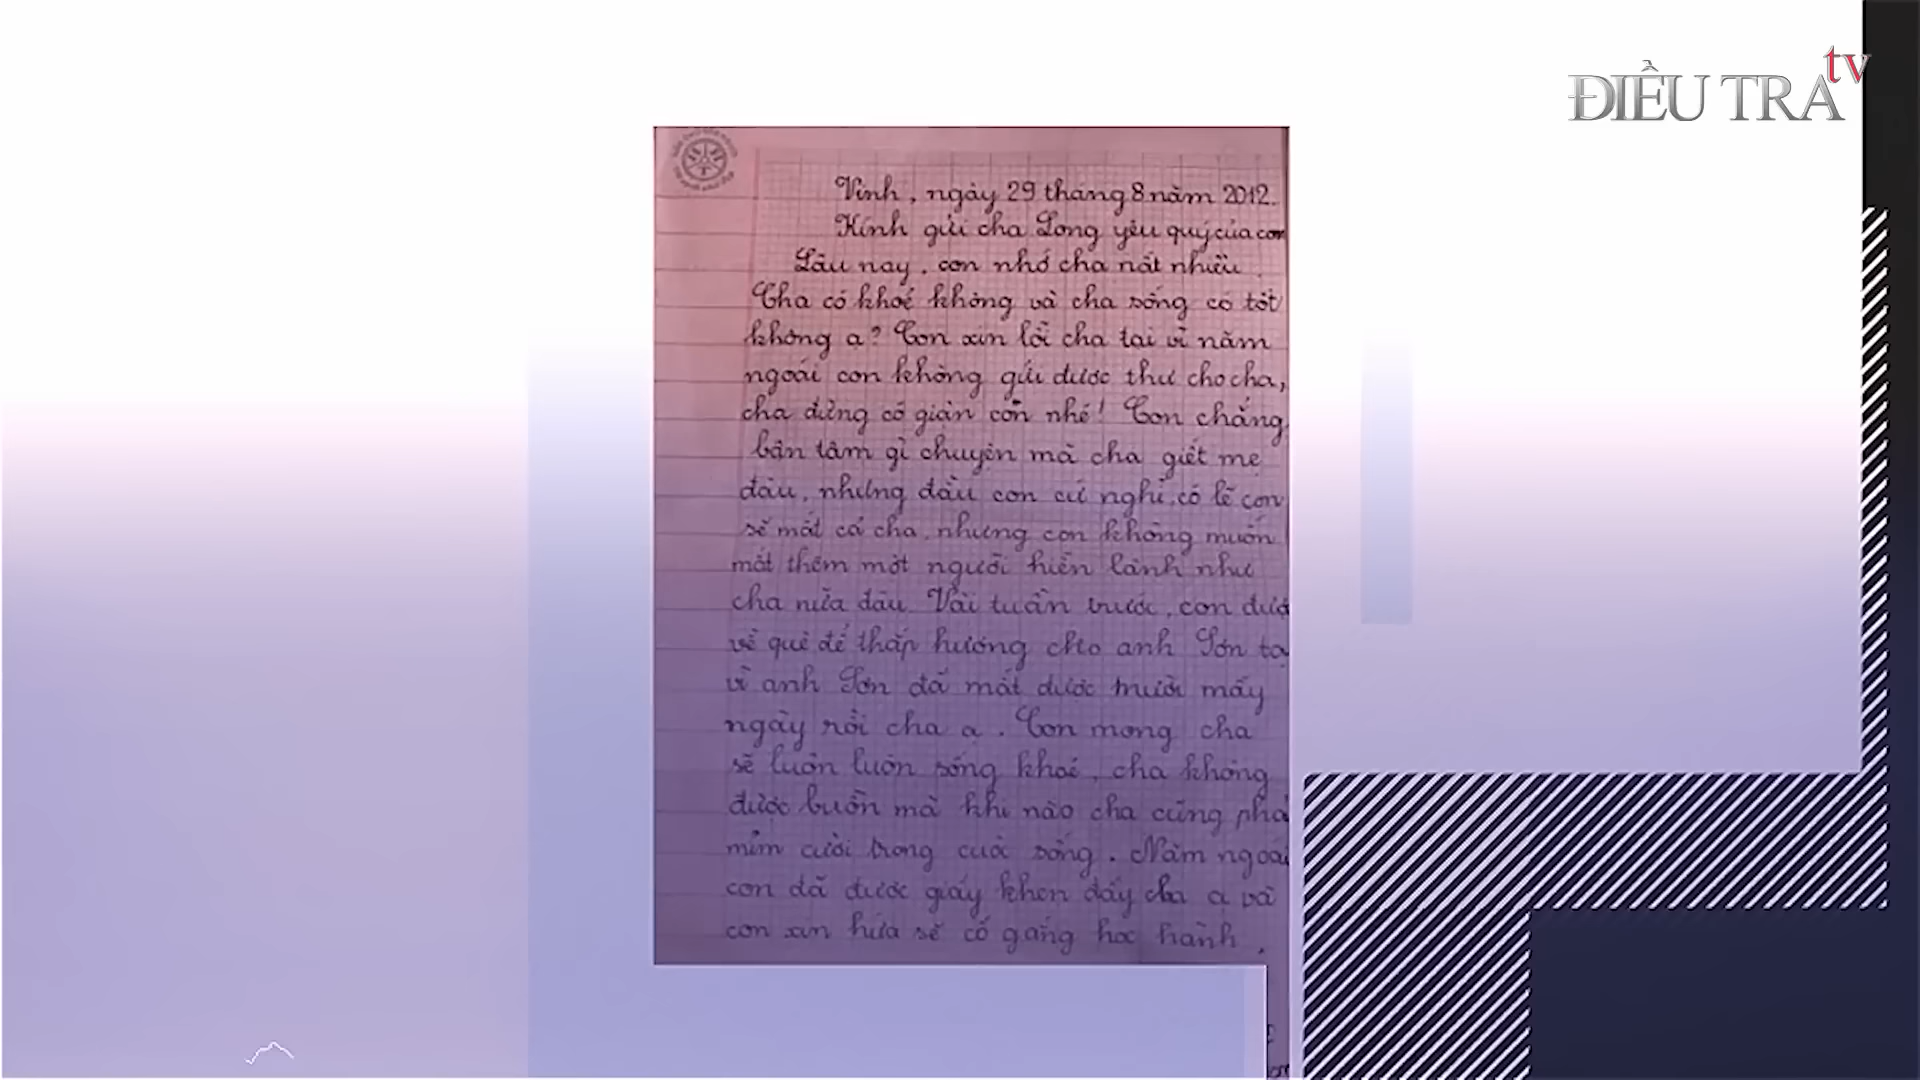 ĐIỀU TRA tv
Vinh, ngày 29 tháng 8 năm 2012.
Kính gửi cha Long yêu quý của con
Lâu nay, con nhớ cha nất nhiều.
Cha có khoẻ không và cha sống có tốt
không ạ? Con xin lỗi cha tại vì năm
ngoái con không gửi được thư cho cha,
cha đừng có giận con nhé! Con chẳng
bận tâm gì chuyện mà cha giết mẹ
đâu, nhưng đầu con cứ nghỉ có lẽ con
sẽ mất cả cha, nhưng con không muốn
mất thêm một người hiền lành như
cha nữa đâu. Vài tuần trước, con
về quê để thắp hương cho anh Sơn
vì anh Sơn đã mất được mười mấy
ngày rồi cha ạ. Con mong cha
sẽ luôn luôn sống khoẻ, cha không
được buồn mà khi nào cha cũng
mỉm cười trong cuộ sống. Năm ngoái
con đã được giấy khen đấy cha ạ và
con xin hứa sẽ cố gắng học hành.